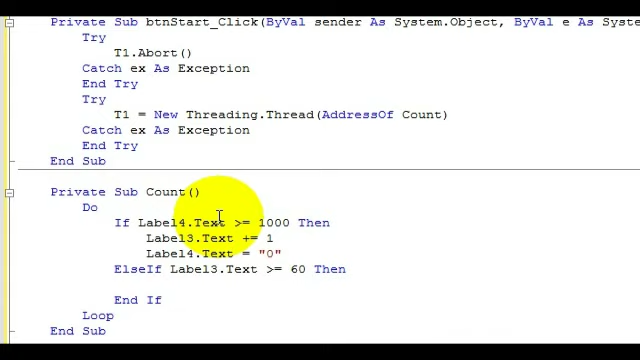 Private Sub btnStart_Click(ByVal sender As System.Object, ByVal e As Syste
Try
T1.Abort()
Catch ex As Exception
End Try
Try
T1 = New Threading.Thread(AddressOf Count)
Catch ex As Exception
End Try
End Sub
Private Sub Count()
Do
If Label4.Text >= 1000 Then
Label3.Text += 1
Label4.Text = "0"
ElseIf Label3.Text >= 60 Then
End If
Loop
End Sub